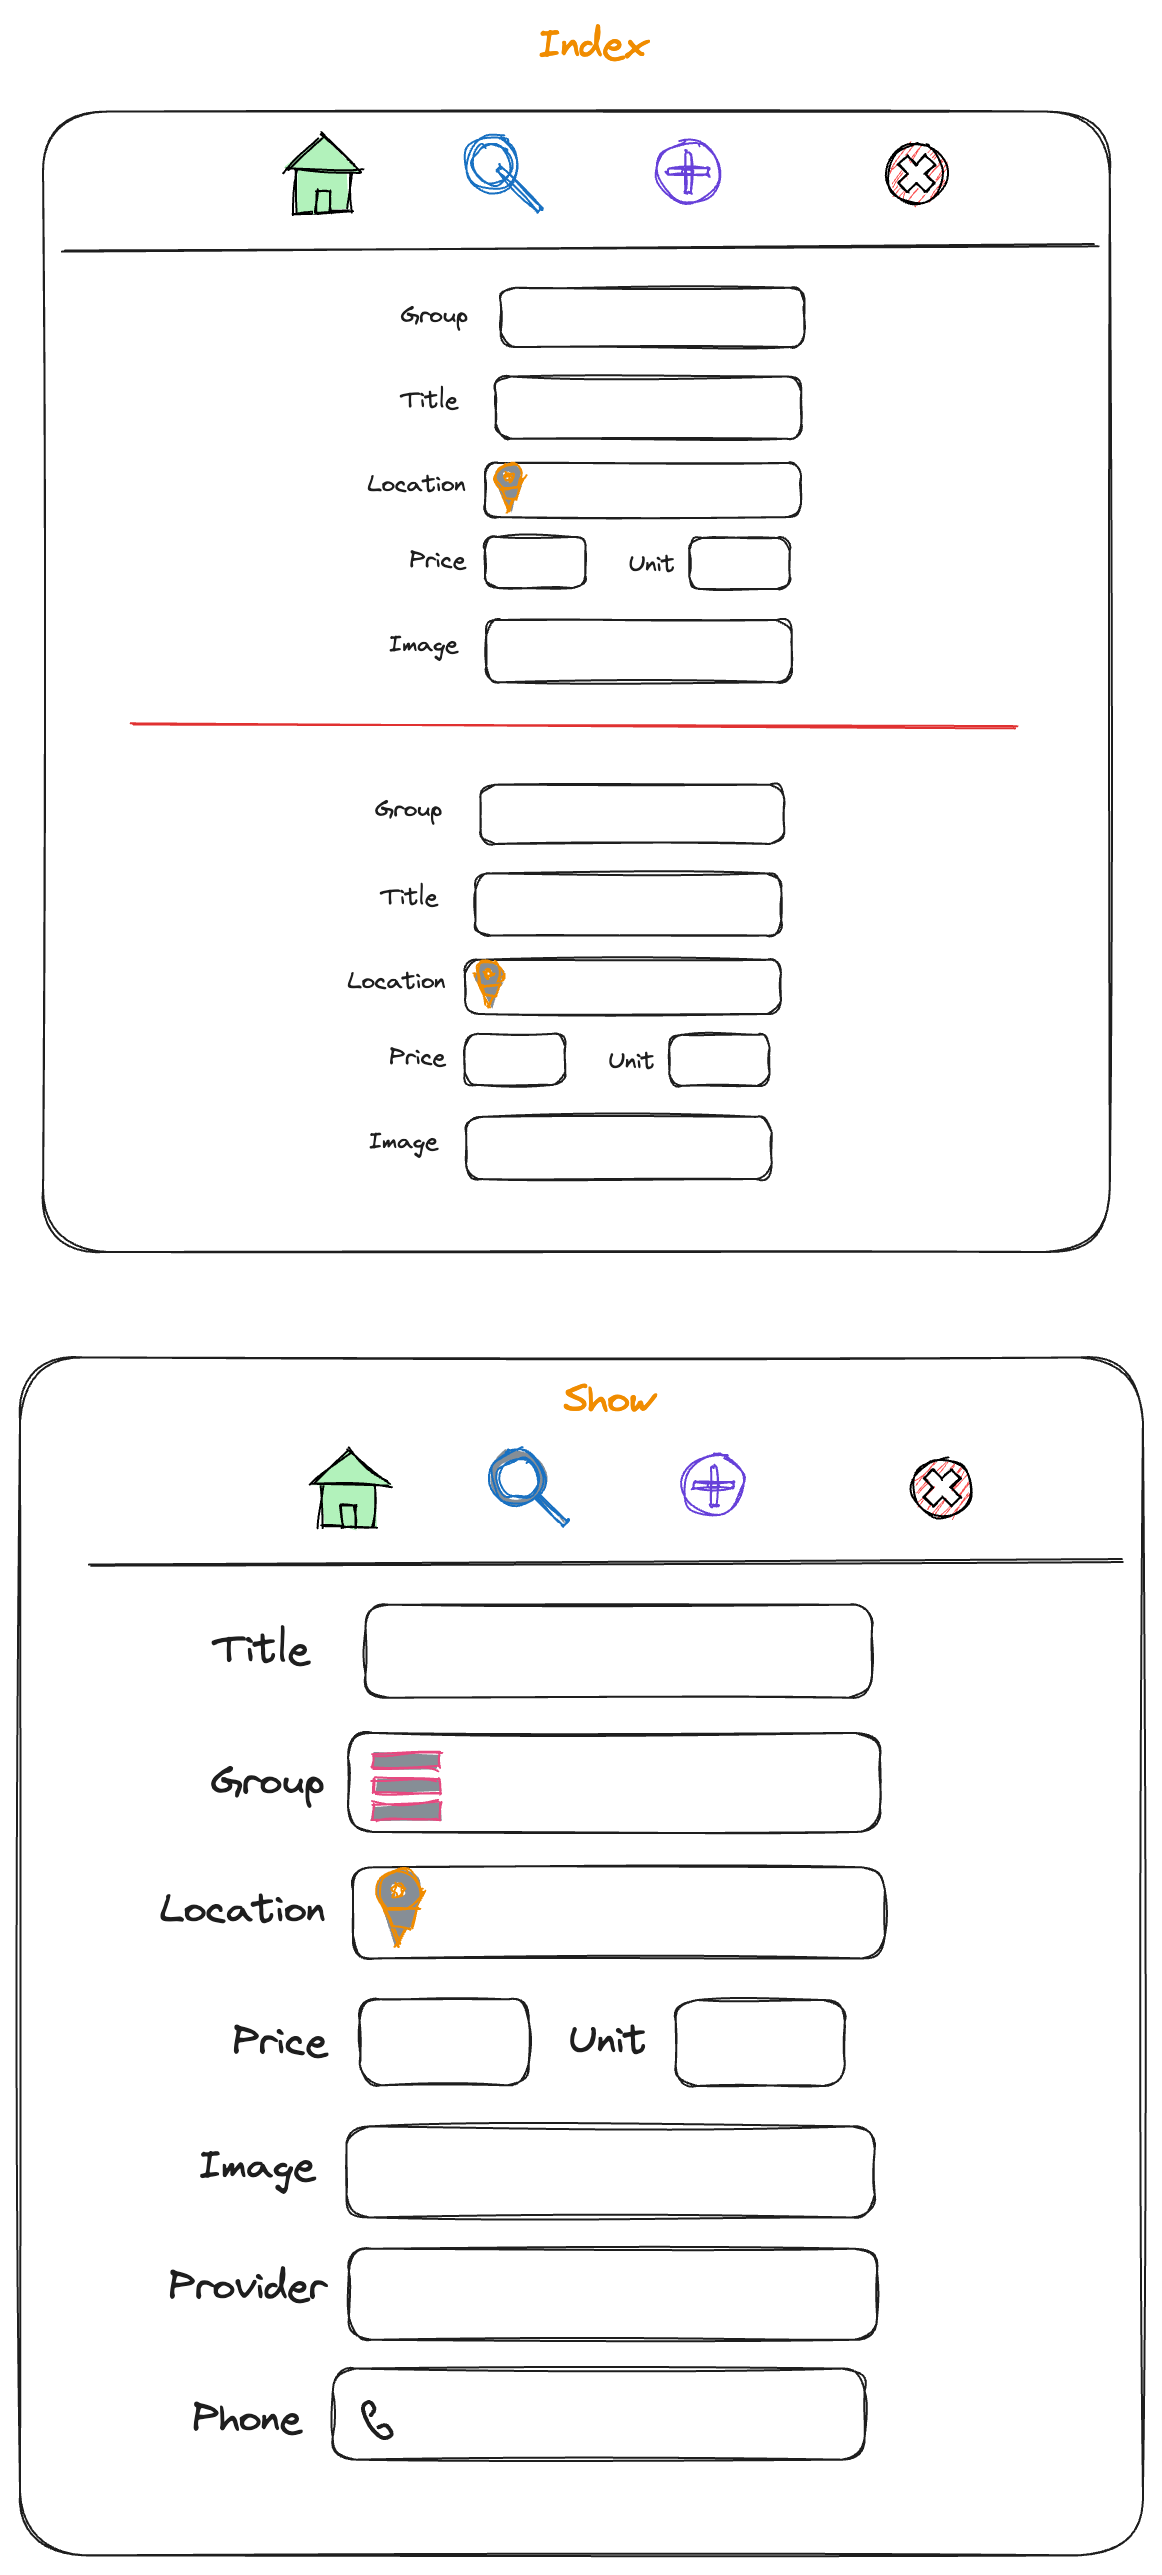 Index
Group
Title
Location
Price Unit
Image
Group
Title
Location
Price Unit
Image
Show
Title
Group
Location
Price Unit
Image
Provider
Phone